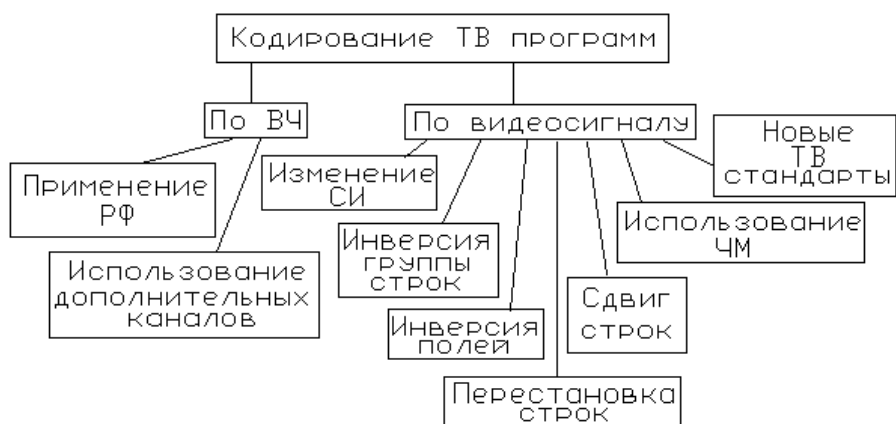 Кодирование ТВ программ
По ВЧ
По видеосигналу
Новые
ТВ
стандарты
Применение
РФ
Изменение
СИ
Использование
ЧМ
Инверсия
группы
строк
Использование
дополнительных
каналов
Сдвиг
строк
Инверсия
полей
Перестановка
строк